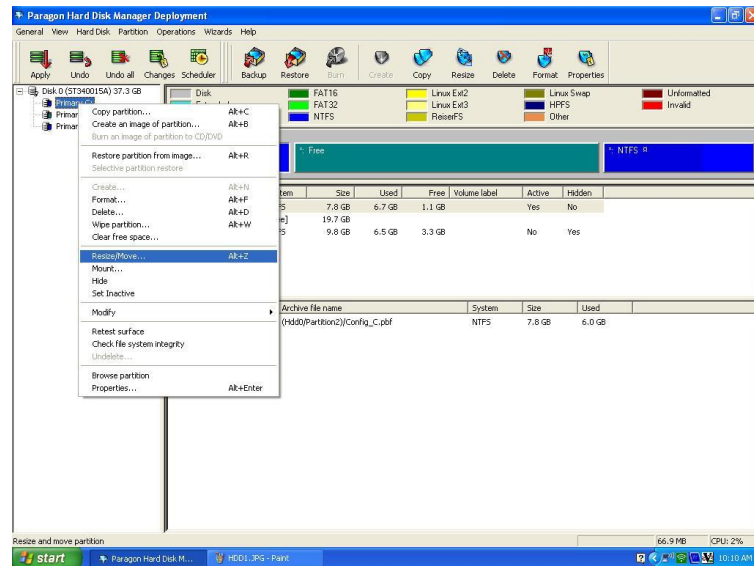 Paragon Hard Disk Manager Deployment
General View Hard Disk Partition Operations Wizards Help
Apply Undo Undo all Changes Scheduler Backup Restore Burn Create Copy Resize Delete Format Properties
Disk 0 (ST340015A) 37.3 GB
Primary
Primar
Primar
Disk FAT16 Linux Ext2 Linux Swap Unformatted
FAT32 Linux Ext3 HPFS Invalid
NTFS ReiserFS Other
Copy partition... Alt+C
Create an image of partition... Alt+B
Burn an image of partition to CD/DVD
Restore partition from image... Alt+R
Selective partition restore
Create... Alt+N
Format... Alt+F
Delete... Alt+D
Wipe partition... Alt+W
Clear free space...
Resize/Move... Alt+Z
Mount...
Hide
Set Inactive
Modify
Retest surface
Check file system integrity
Undelete...
Browse partition
Properties... Alt+Enter
Free NTFS
Size Used Free Volume label Active Hidden
7.8 GB 6.7 GB 1.1 GB Yes No
19.7 GB
9.8 GB 6.5 GB 3.3 GB No Yes
Archive file name System Size Used
(Hdd0/Partition2)/Config_C.pbf NTFS 7.8 GB 6.0 GB
Resize and move partition 66.9 MB CPU: 2%
start Paragon Hard Disk M... HDD1.JPG - Paint 10:10 AM